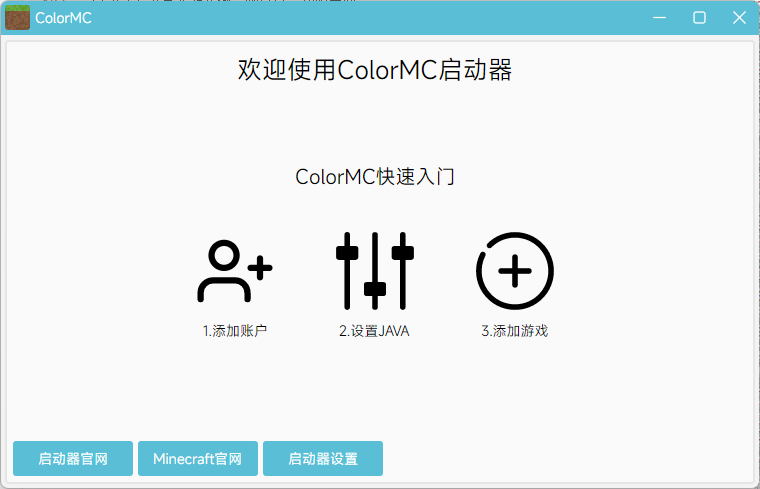 ColorMC
欢迎使用ColorMC启动器
ColorMC快速入门
1.添加账户
2.设置JAVA
3.添加游戏
启动器官网
Minecraft官网
启动器设置